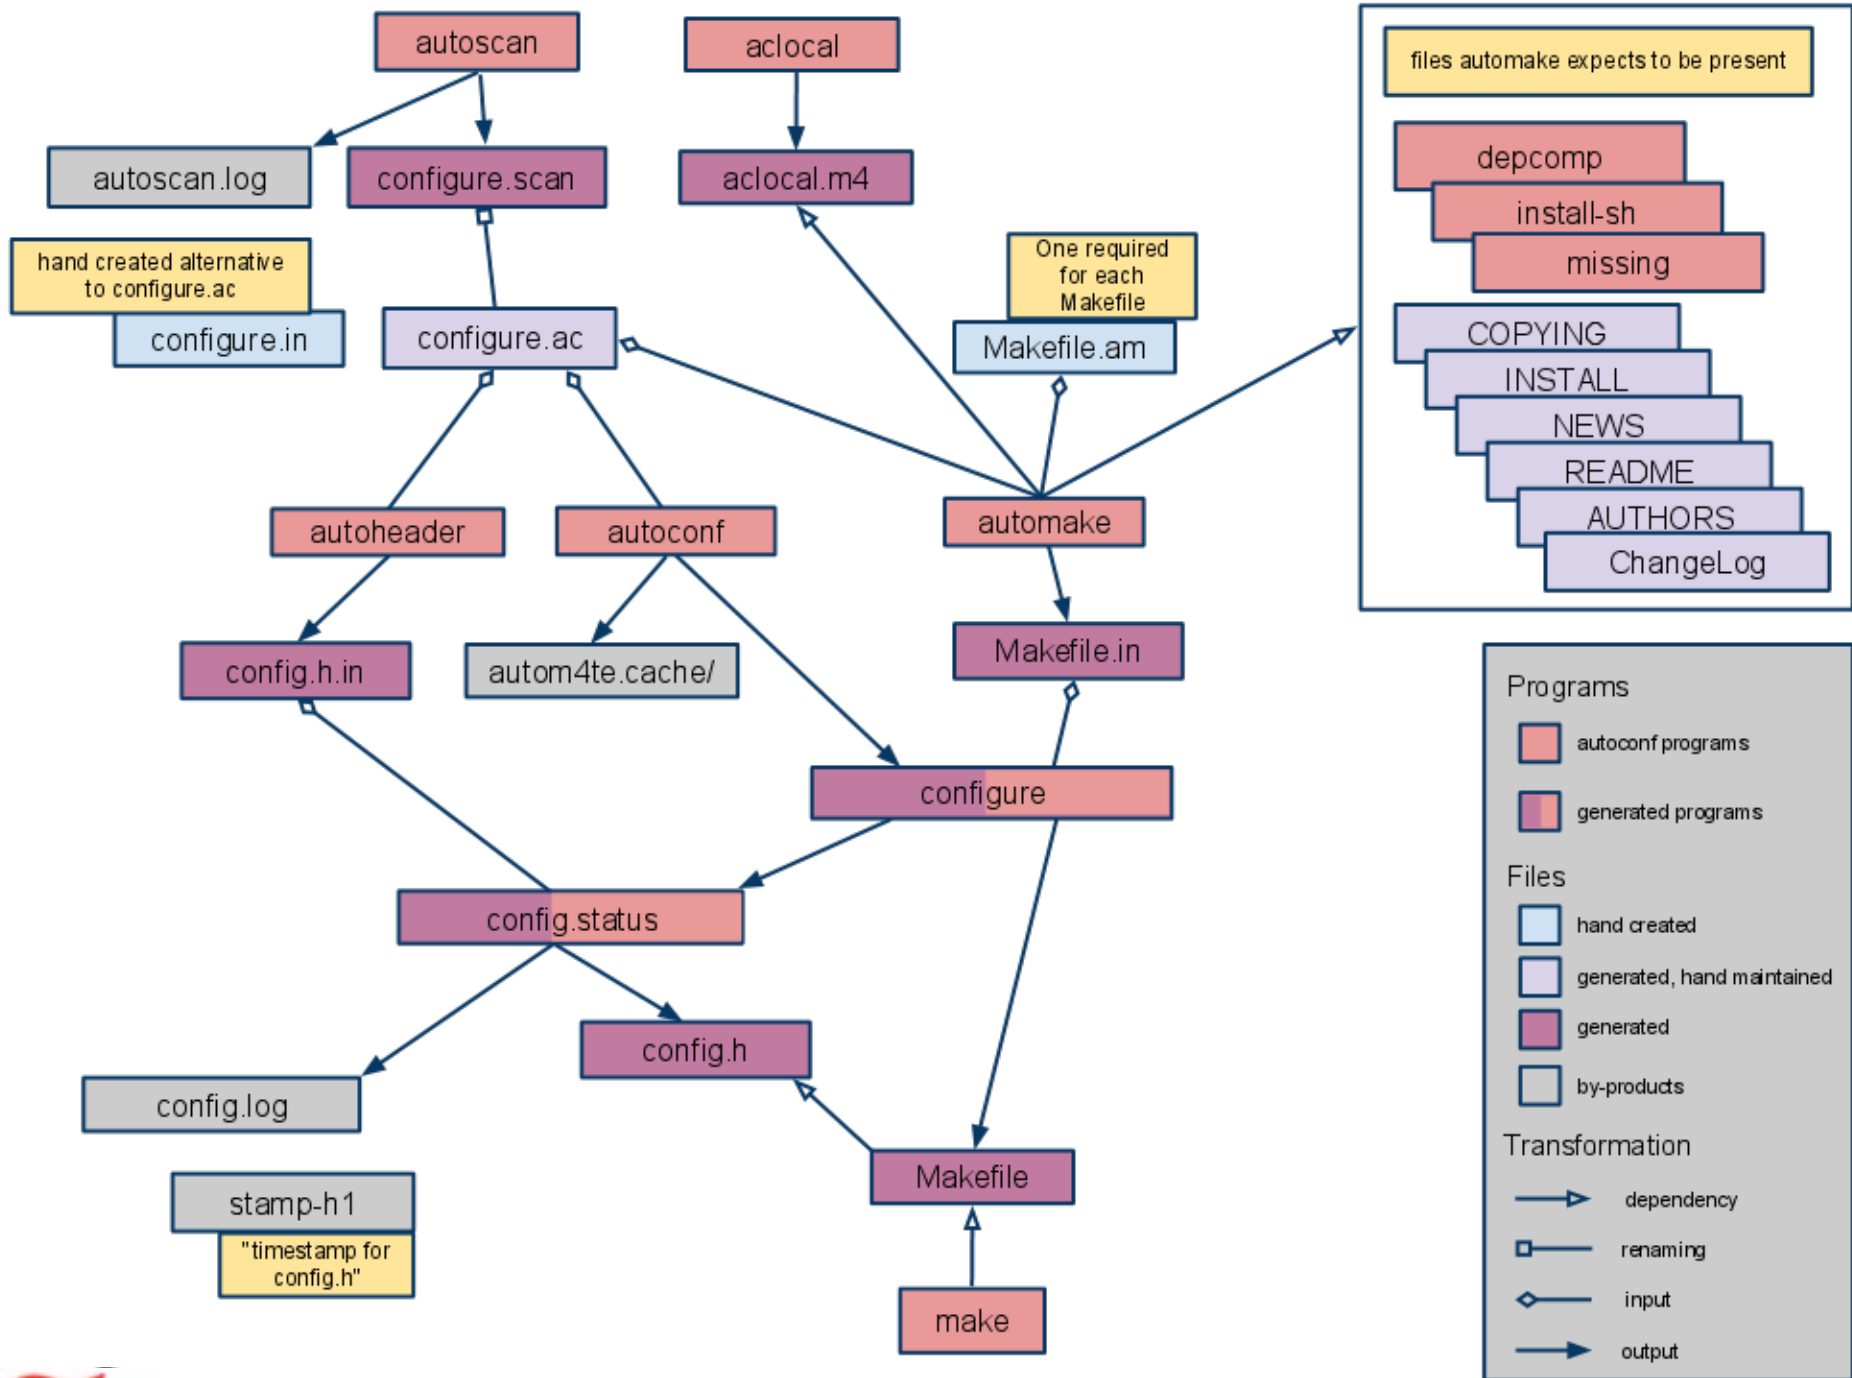 autoscan
aclocal
files automake expects to be present
autoscan.log
configure.scan
aclocal.m4
depcomp
install-sh
missing
hand created alternative
to configure.ac
configure.in
configure.ac
One required
for each
Makefile
Makefile.am
COPYING
INSTALL
NEWS
README
AUTHORS
ChangeLog
autoheader
autoconf
automake
config.h.in
autom4te.cache/
Makefile.in
configure
config.status
config.h
config.log
Makefile
stamp-h1
"timestamp for
config.h"
make
Programs
autoconf programs
generated programs
Files
hand created
generated, hand maintained
generated
by-products
Transformation
dependency
renaming
input
output